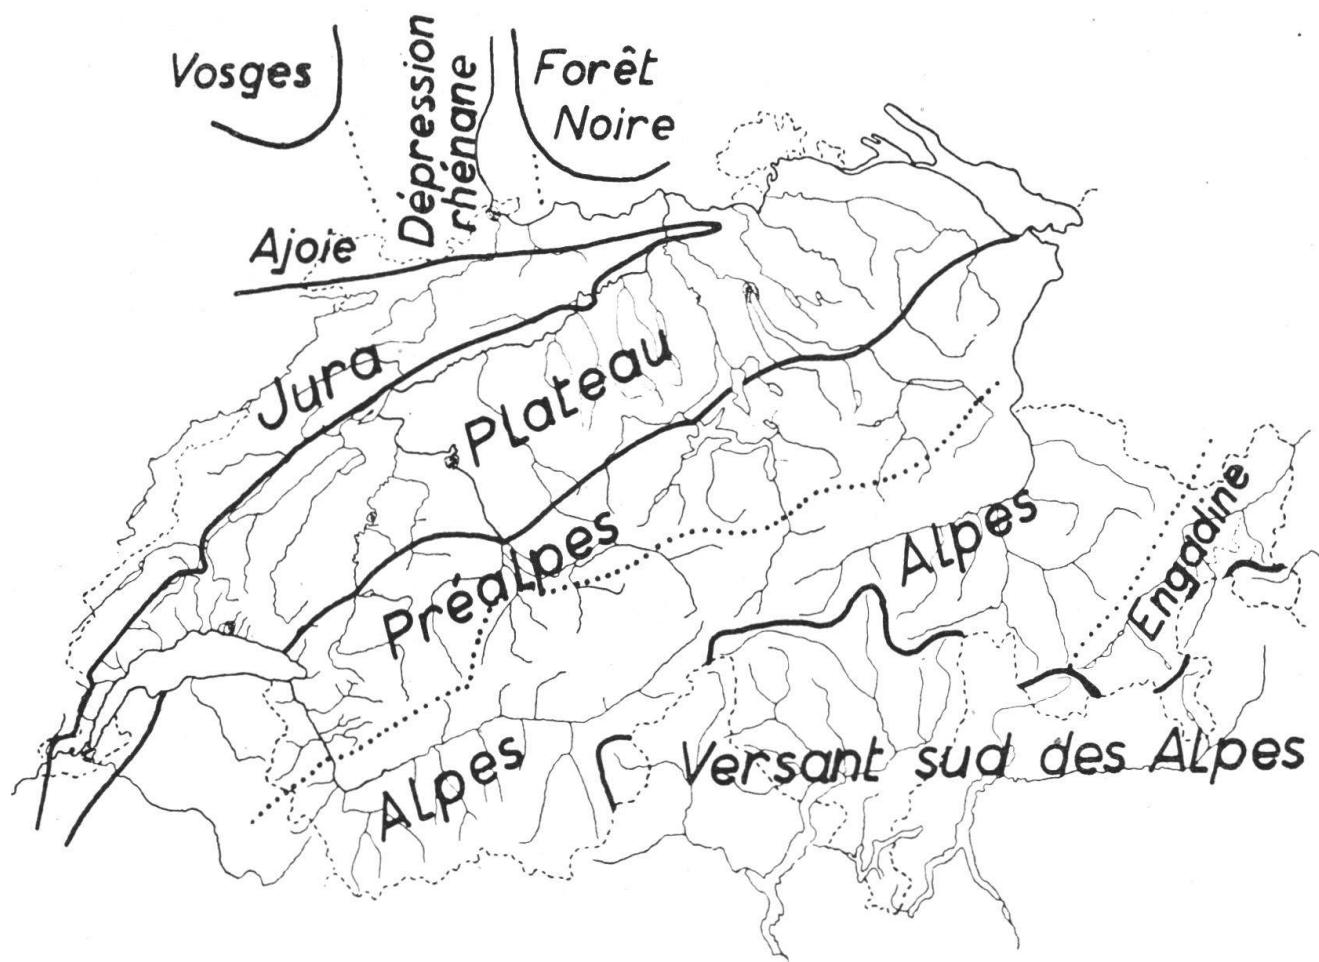 Vosges
Dépression
rhénane
Forêt
Noire
Ajoie
Jura
Plateau
Préalpes
Alpes
Engadine
Alpes
Versant sud des Alpes